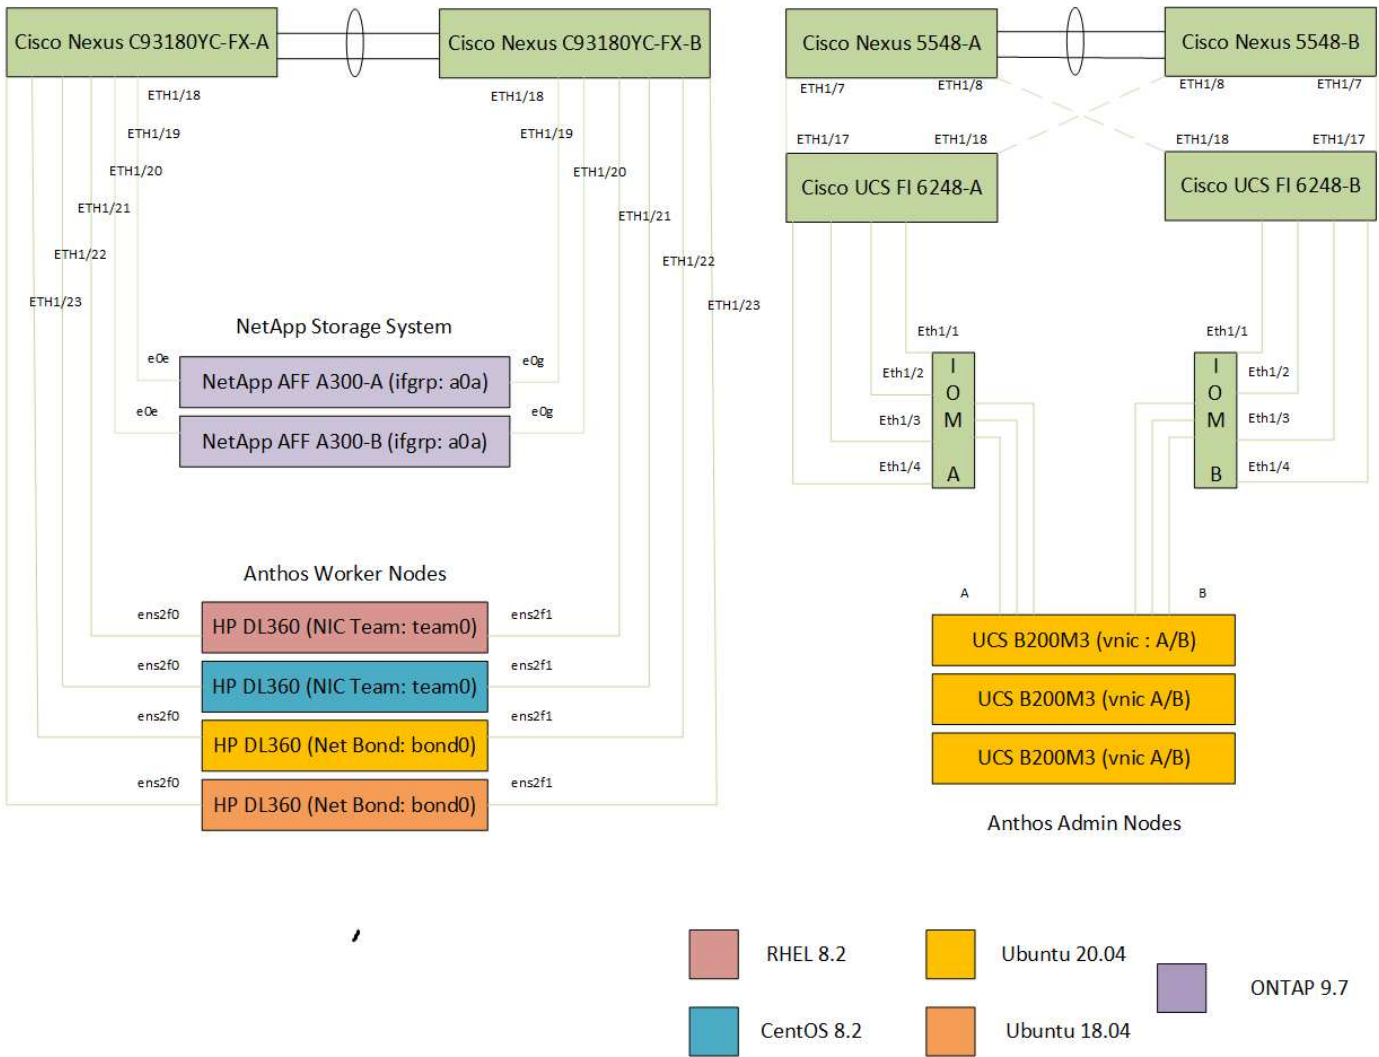 Cisco Nexus C93180YC-FX-A
Cisco Nexus C93180YC-FX-B
Cisco Nexus 5548-A
Cisco Nexus 5548-B
ETH1/18
ETH1/18
ETH1/7
ETH1/8
ETH1/8
ETH1/7
ETH1/19
ETH1/19
ETH1/17
ETH1/18
ETH1/18
ETH1/17
ETH1/20
ETH1/20
Cisco UCS FI 6248-A
Cisco UCS FI 6248-B
ETH1/21
ETH1/21
ETH1/22
ETH1/22
ETH1/23
ETH1/23
NetApp Storage System
e0e
NetApp AFF A300-A (ifgrp: a0a)
e0g
e0e
NetApp AFF A300-B (ifgrp: a0a)
e0g
Eth1/1
Eth1/2
Eth1/3
Eth1/4
I
O
M
A
Eth1/1
Eth1/2
Eth1/3
Eth1/4
I
O
M
B
Anthos Worker Nodes
ens2f0
HP DL360 (NIC Team: team0)
ens2f1
ens2f0
HP DL360 (NIC Team: team0)
ens2f1
ens2f0
HP DL360 (Net Bond: bond0)
ens2f1
ens2f0
HP DL360 (Net Bond: bond0)
ens2f1
A
B
UCS B200M3 (vnic : A/B)
UCS B200M3 (vnic A/B)
UCS B200M3 (vnic A/B)
Anthos Admin Nodes
RHEL 8.2
Ubuntu 20.04
ONTAP 9.7
CentOS 8.2
Ubuntu 18.04